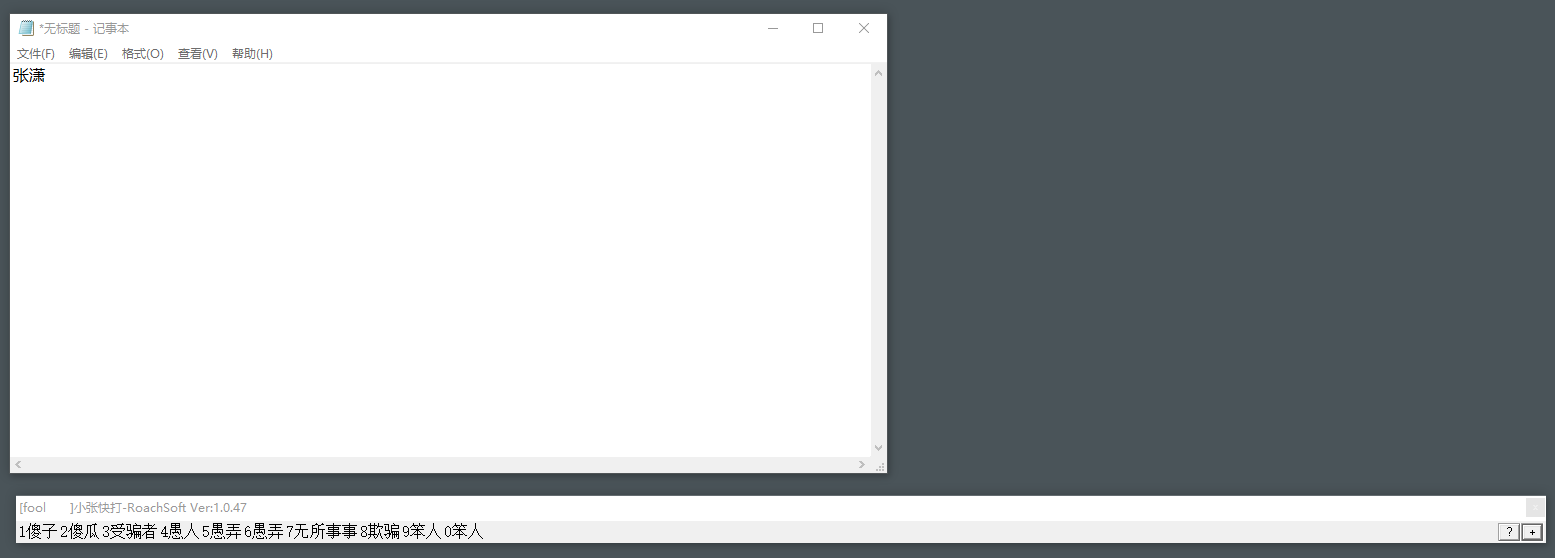 *无标题 - 记事本
文件(F) 编辑(E) 格式(O) 查看(V) 帮助(H)
张潇
[fool ]小张快打-RoachSoft Ver:1.0.47
1傻子2傻瓜3受骗者4愚人5愚弄6愚弄7无所事事8欺骗9笨人0笨人
? +